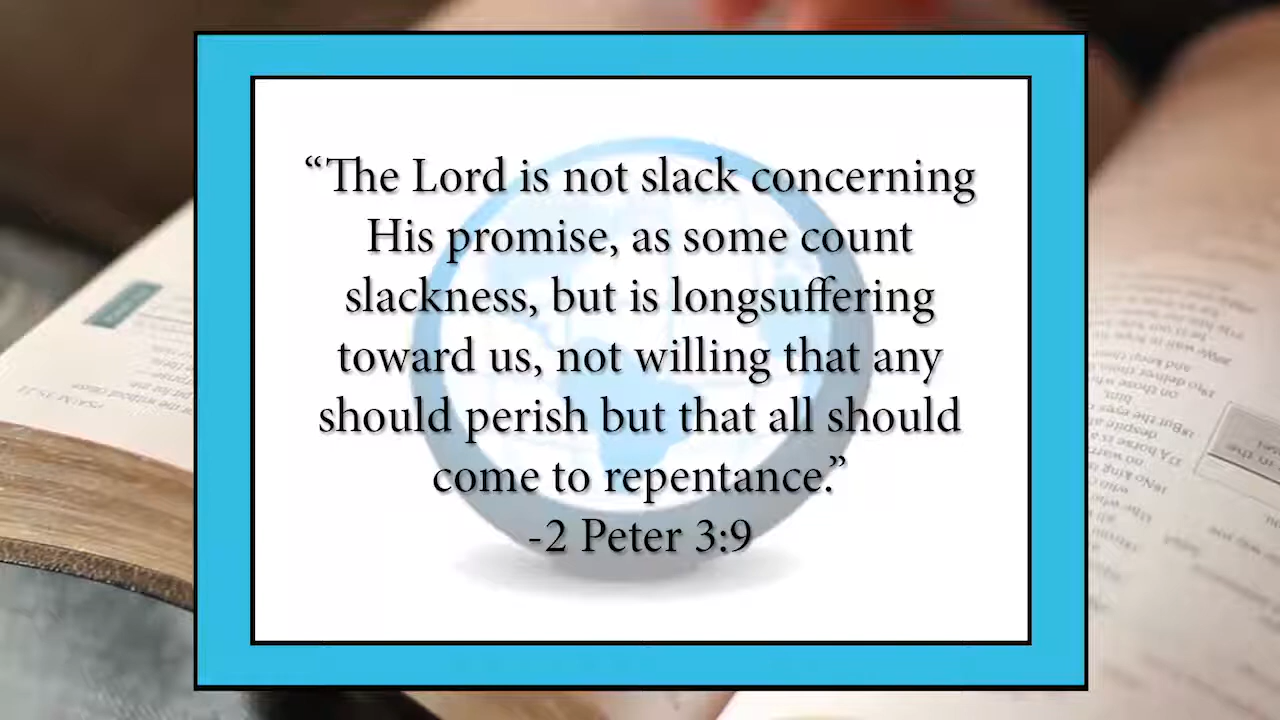 “The Lord is not slack concerning
His promise, as some count
slackness, but is longsuffering
toward us, not willing that any
should perish but that all should
come to repentance.”
-2 Peter 3:9